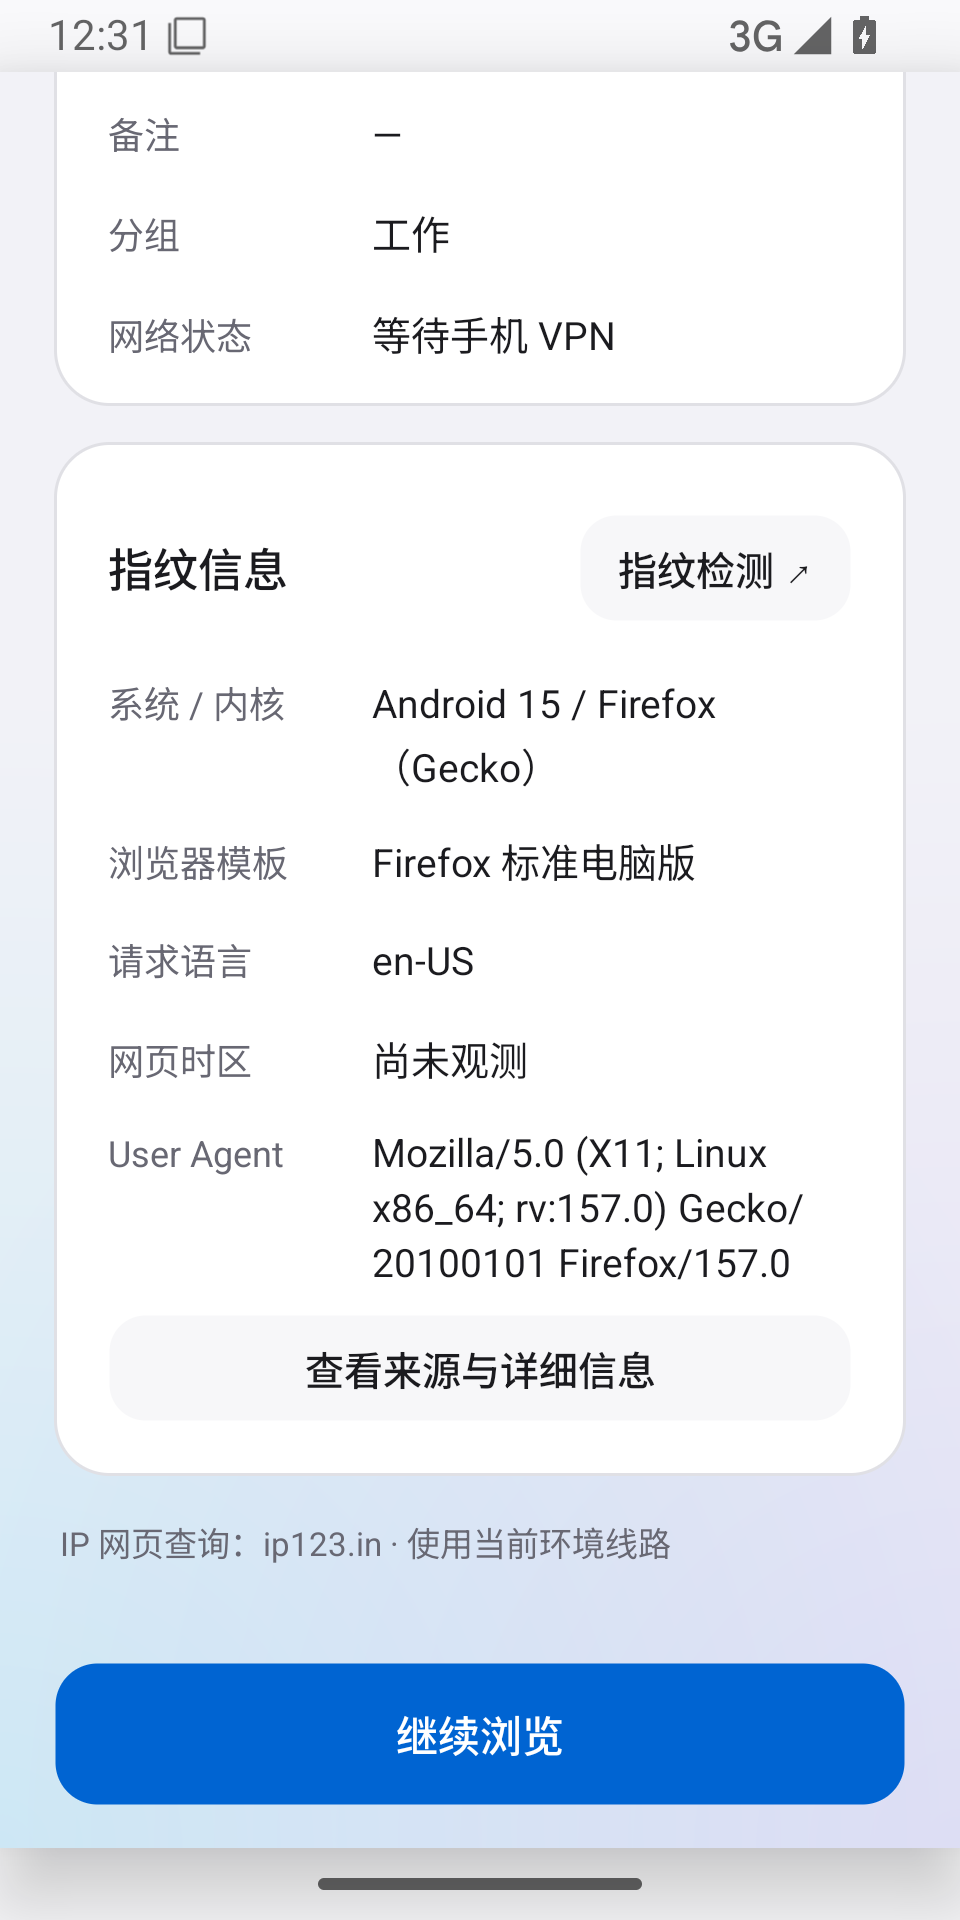 12:31 3G
备注 —
分组 工作
网络状态 等待手机 VPN
指纹信息 指纹检测 ↗
系统 / 内核 Android 15 / Firefox
（Gecko）
浏览器模板 Firefox 标准电脑版
请求语言 en-US
网页时区 尚未观测
User Agent Mozilla/5.0 (X11; Linux
x86_64; rv:157.0) Gecko/
20100101 Firefox/157.0
查看来源与详细信息
IP 网页查询：ip123.in · 使用当前环境线路
继续浏览